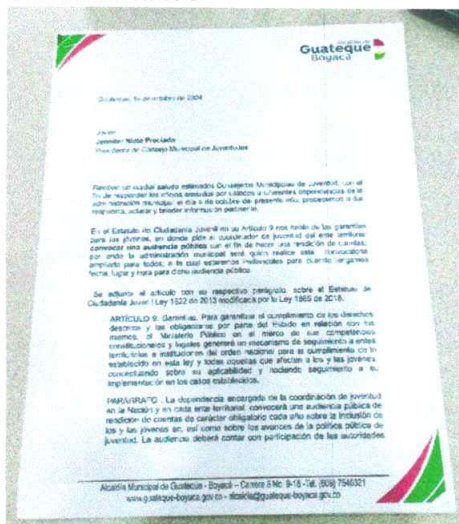 Alcaldía de
Guateque
Boyacá
Guateque, de octubre de
Joven
Jennifer Nieto Preciado
Presidente de Consejo Municipal de Juventudes
Reciban un cordial saludo estimados Consejeros Municipales de Juventud, con el
fin de responder los oficios enviados por ustedes a diferentes dependencias de la
administración municipal el día de octubre de presente año, procedemos a dar
respuesta, aclarar y brindar información pertinente.
En el Estatuto de Ciudadanía Juvenil en su Artículo 9 nos habla de las garantías
para los jóvenes, en donde pide al coordinador de juventud del ente territorial
convocar una audiencia pública con el fin de hacer una rendición de cuentas,
por ende la administración municipal será quien realice esta convocatoria
ampliada para todos, a lo cual estaremos invitándolos para cuando tengamos
fecha, lugar y hora para dicha audiencia pública.
Se adjunta el artículo con su respectivo parágrafo, sobre el Estatuto de
Ciudadanía Juvenil Ley 1622 de 2013 modificada por la Ley 1885 de 2018.
ARTÍCULO 9. Garantías. Para garantizar el cumplimiento de los derechos
descritos y las obligaciones por parte del Estado en relación con los
mismos, el Ministerio Público en el marco de sus competencias
constitucionales y legales generará un mecanismo de seguimiento a entes
territoriales e instituciones del orden nacional para el cumplimiento de lo
establecido en esta ley y todas aquellas que afecten a los y las jóvenes
conceptuando sobre su aplicabilidad y haciendo seguimiento a su
implementación en los casos establecidos.
PARÁGRAFO . La dependencia encargada de la coordinación de juventud
en la Nación y en cada ente territorial, convocará una audiencia pública de
rendición de cuentas de carácter obligatorio cada año sobre la inclusión de
los y las jóvenes en, así como sobre los avances de la política pública de
juventud. La audiencia deberá contar con participación de las autoridades
Alcaldía Municipal de Guateque - Boyacá – Carrera 8 No. 9-18 -Tel. (608) 7540321
www.guateque-boyaca.gov.co - alcaldia@guateque-boyaca.gov.co